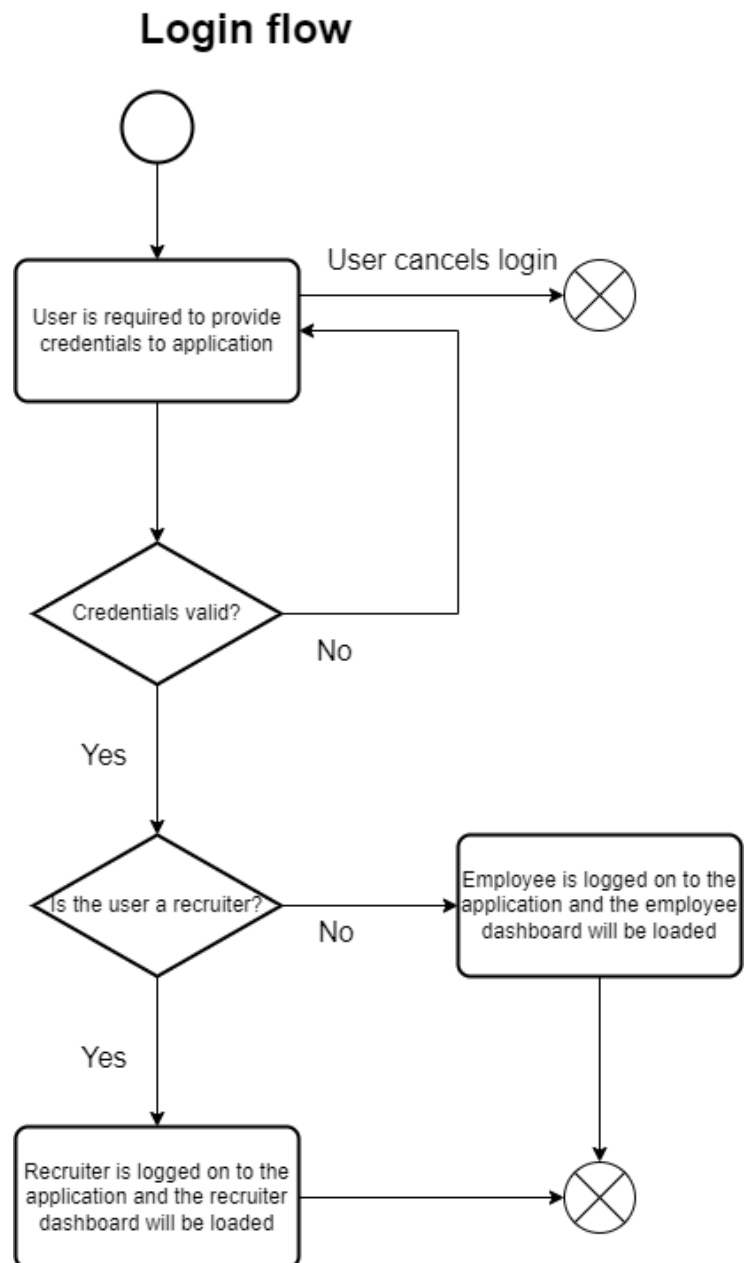 Login flow
User cancels login
User is required to provide
credentials to application
Credentials valid?
No
Yes
Is the user a recruiter?
No
Employee is logged on to the
application and the employee
dashboard will be loaded
Yes
Recruiter is logged on to the
application and the recruiter
dashboard will be loaded